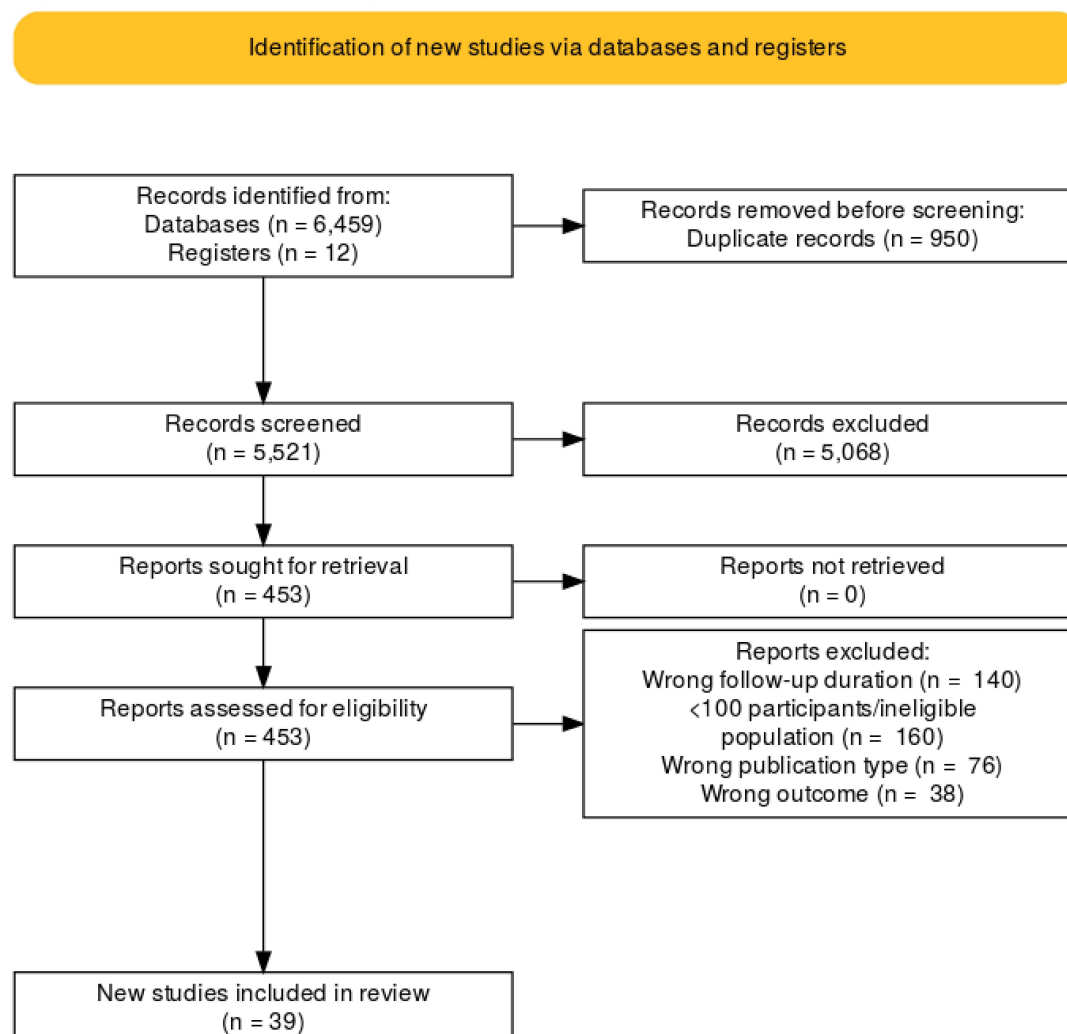 Identification of new studies via databases and registers
Records identified from:
Databases (n = 6,459)
Registers (n = 12)
Records removed before screening:
Duplicate records (n = 950)
Records screened
(n = 5,521)
Records excluded
(n = 5,068)
Reports sought for retrieval
(n = 453)
Reports not retrieved
(n = 0)
Reports assessed for eligibility
(n = 453)
Reports excluded:
Wrong follow-up duration (n = 140)
<100 participants/ineligible
population (n = 160)
Wrong publication type (n = 76)
Wrong outcome (n = 38)
New studies included in review
(n = 39)